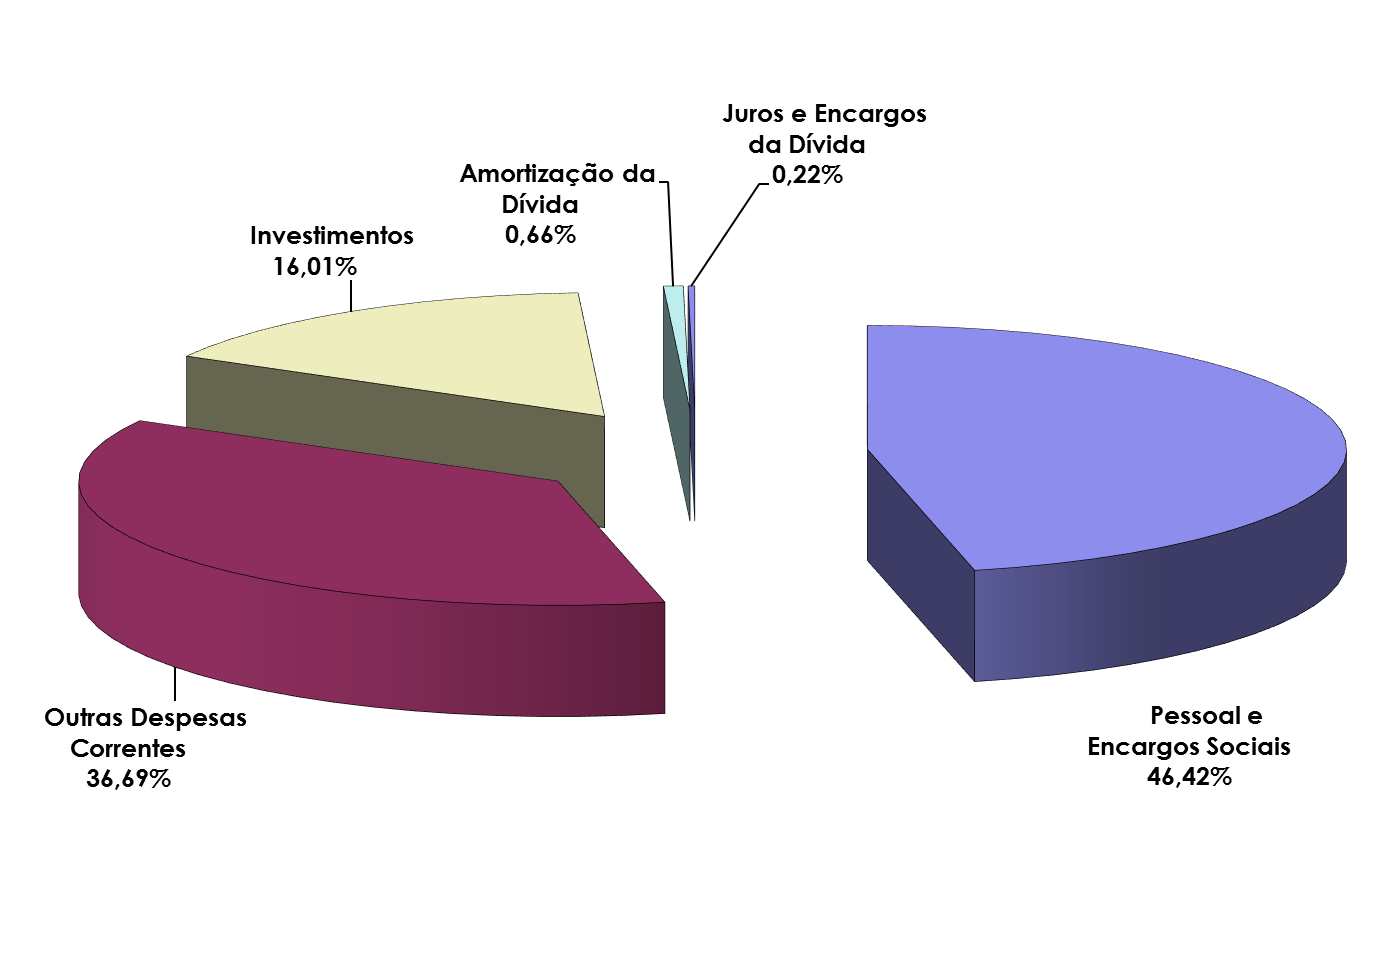 Juros e Encargos
da Dívida
0,22%
Amortização da
Dívida
0,66%
Investimentos
16,01%
Outras Despesas
Correntes
36,69%
Pessoal e
Encargos Sociais
46,42%